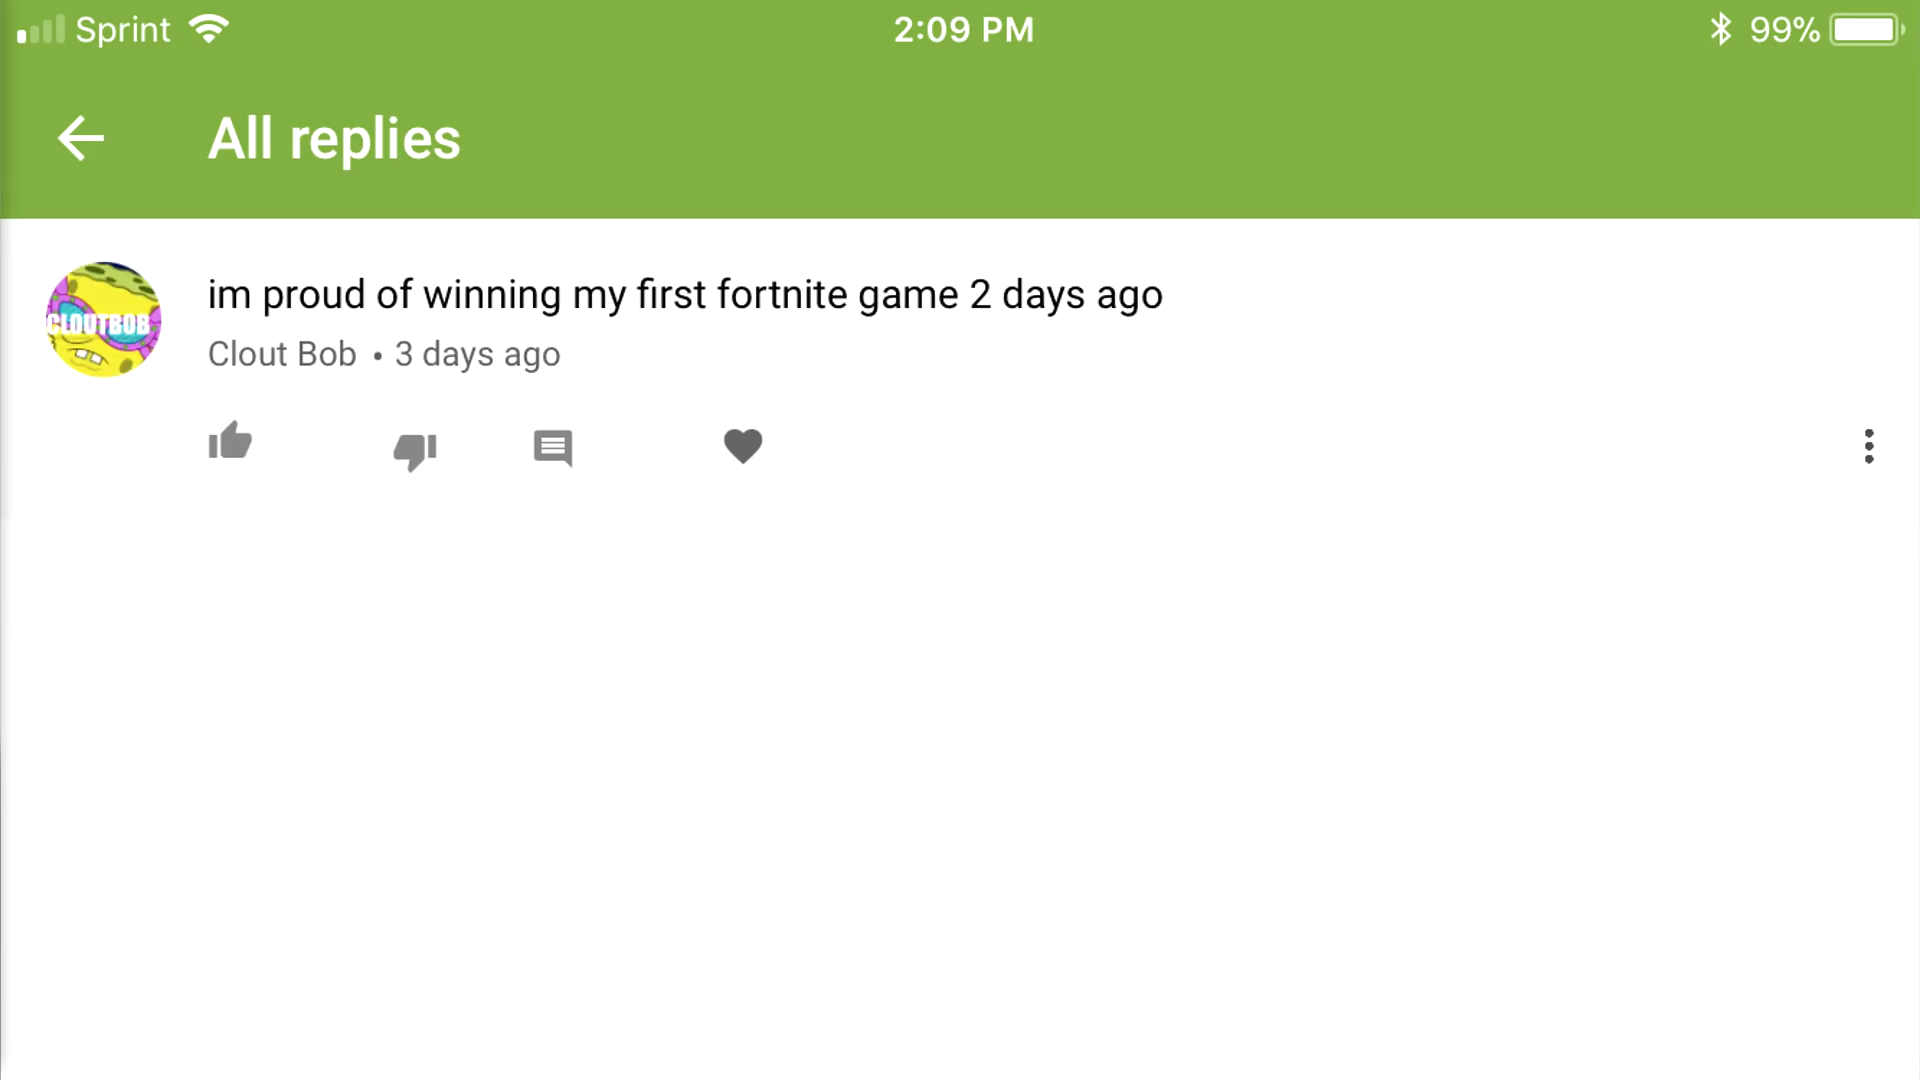 Sprint 2:09 PM 99%
All replies
im proud of winning my first fortnite game 2 days ago
CLOUTBOB
Clout Bob • 3 days ago